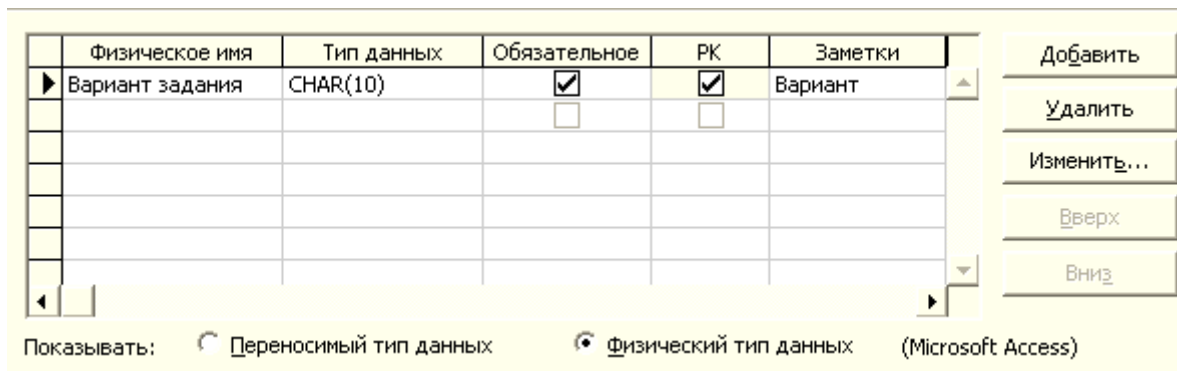 Физическое имя Тип данных Обязательное РК Заметки
Вариант задания CHAR(10) Вариант
Добавить
Удалить
Изменить...
Вверх
Вниз
Показывать: Переносимый тип данных Физический тип данных (Microsoft Access)